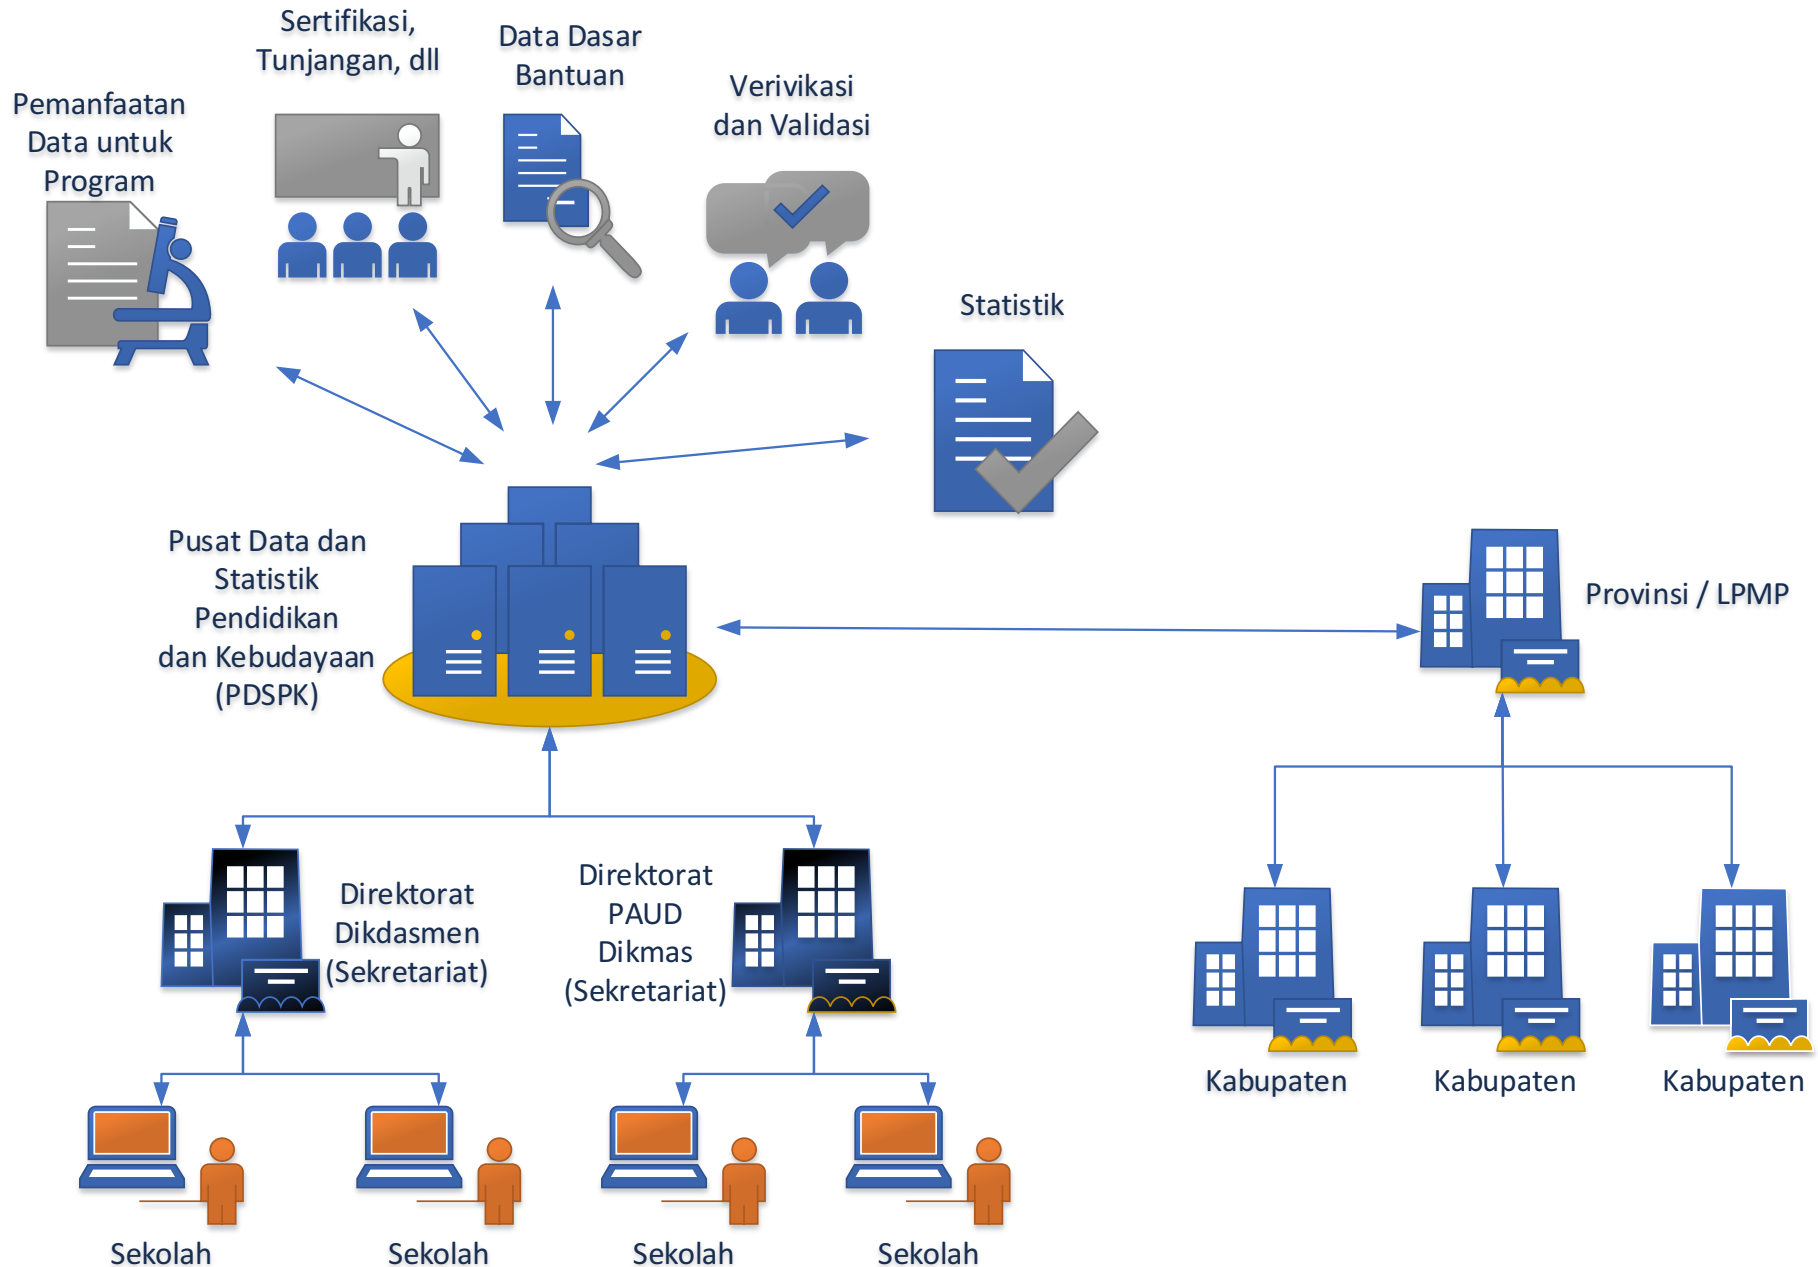 Sertifikasi,
Tunjangan, dll
Data Dasar
Bantuan
Verivikasi
dan Validasi
Pemanfaatan
Data untuk
Program
Statistik
Pusat Data dan
Statistik
Pendidikan
dan Kebudayaan
(PDSPK)
Provinsi / LPMP
Direktorat
Dikdasmen
(Sekretariat)
Direktorat
PAUD
Dikmas
(Sekretariat)
Kabupaten
Kabupaten
Kabupaten
Sekolah
Sekolah
Sekolah
Sekolah